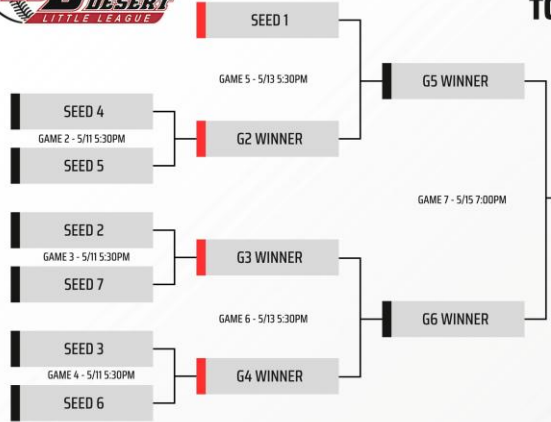 DESERT
LITTLE LEAGUE
TO
SEED 1
GAME 5 - 5/13 5:30PM
G5 WINNER
SEED 4
GAME 2 - 5/11 5:30PM
G2 WINNER
SEED 5
GAME 7 - 5/15 7:00PM
SEED 2
GAME 3 - 5/11 5:30PM
G3 WINNER
SEED 7
GAME 6 - 5/13 5:30PM
G6 WINNER
SEED 3
GAME 4 - 5/11 5:30PM
G4 WINNER
SEED 6